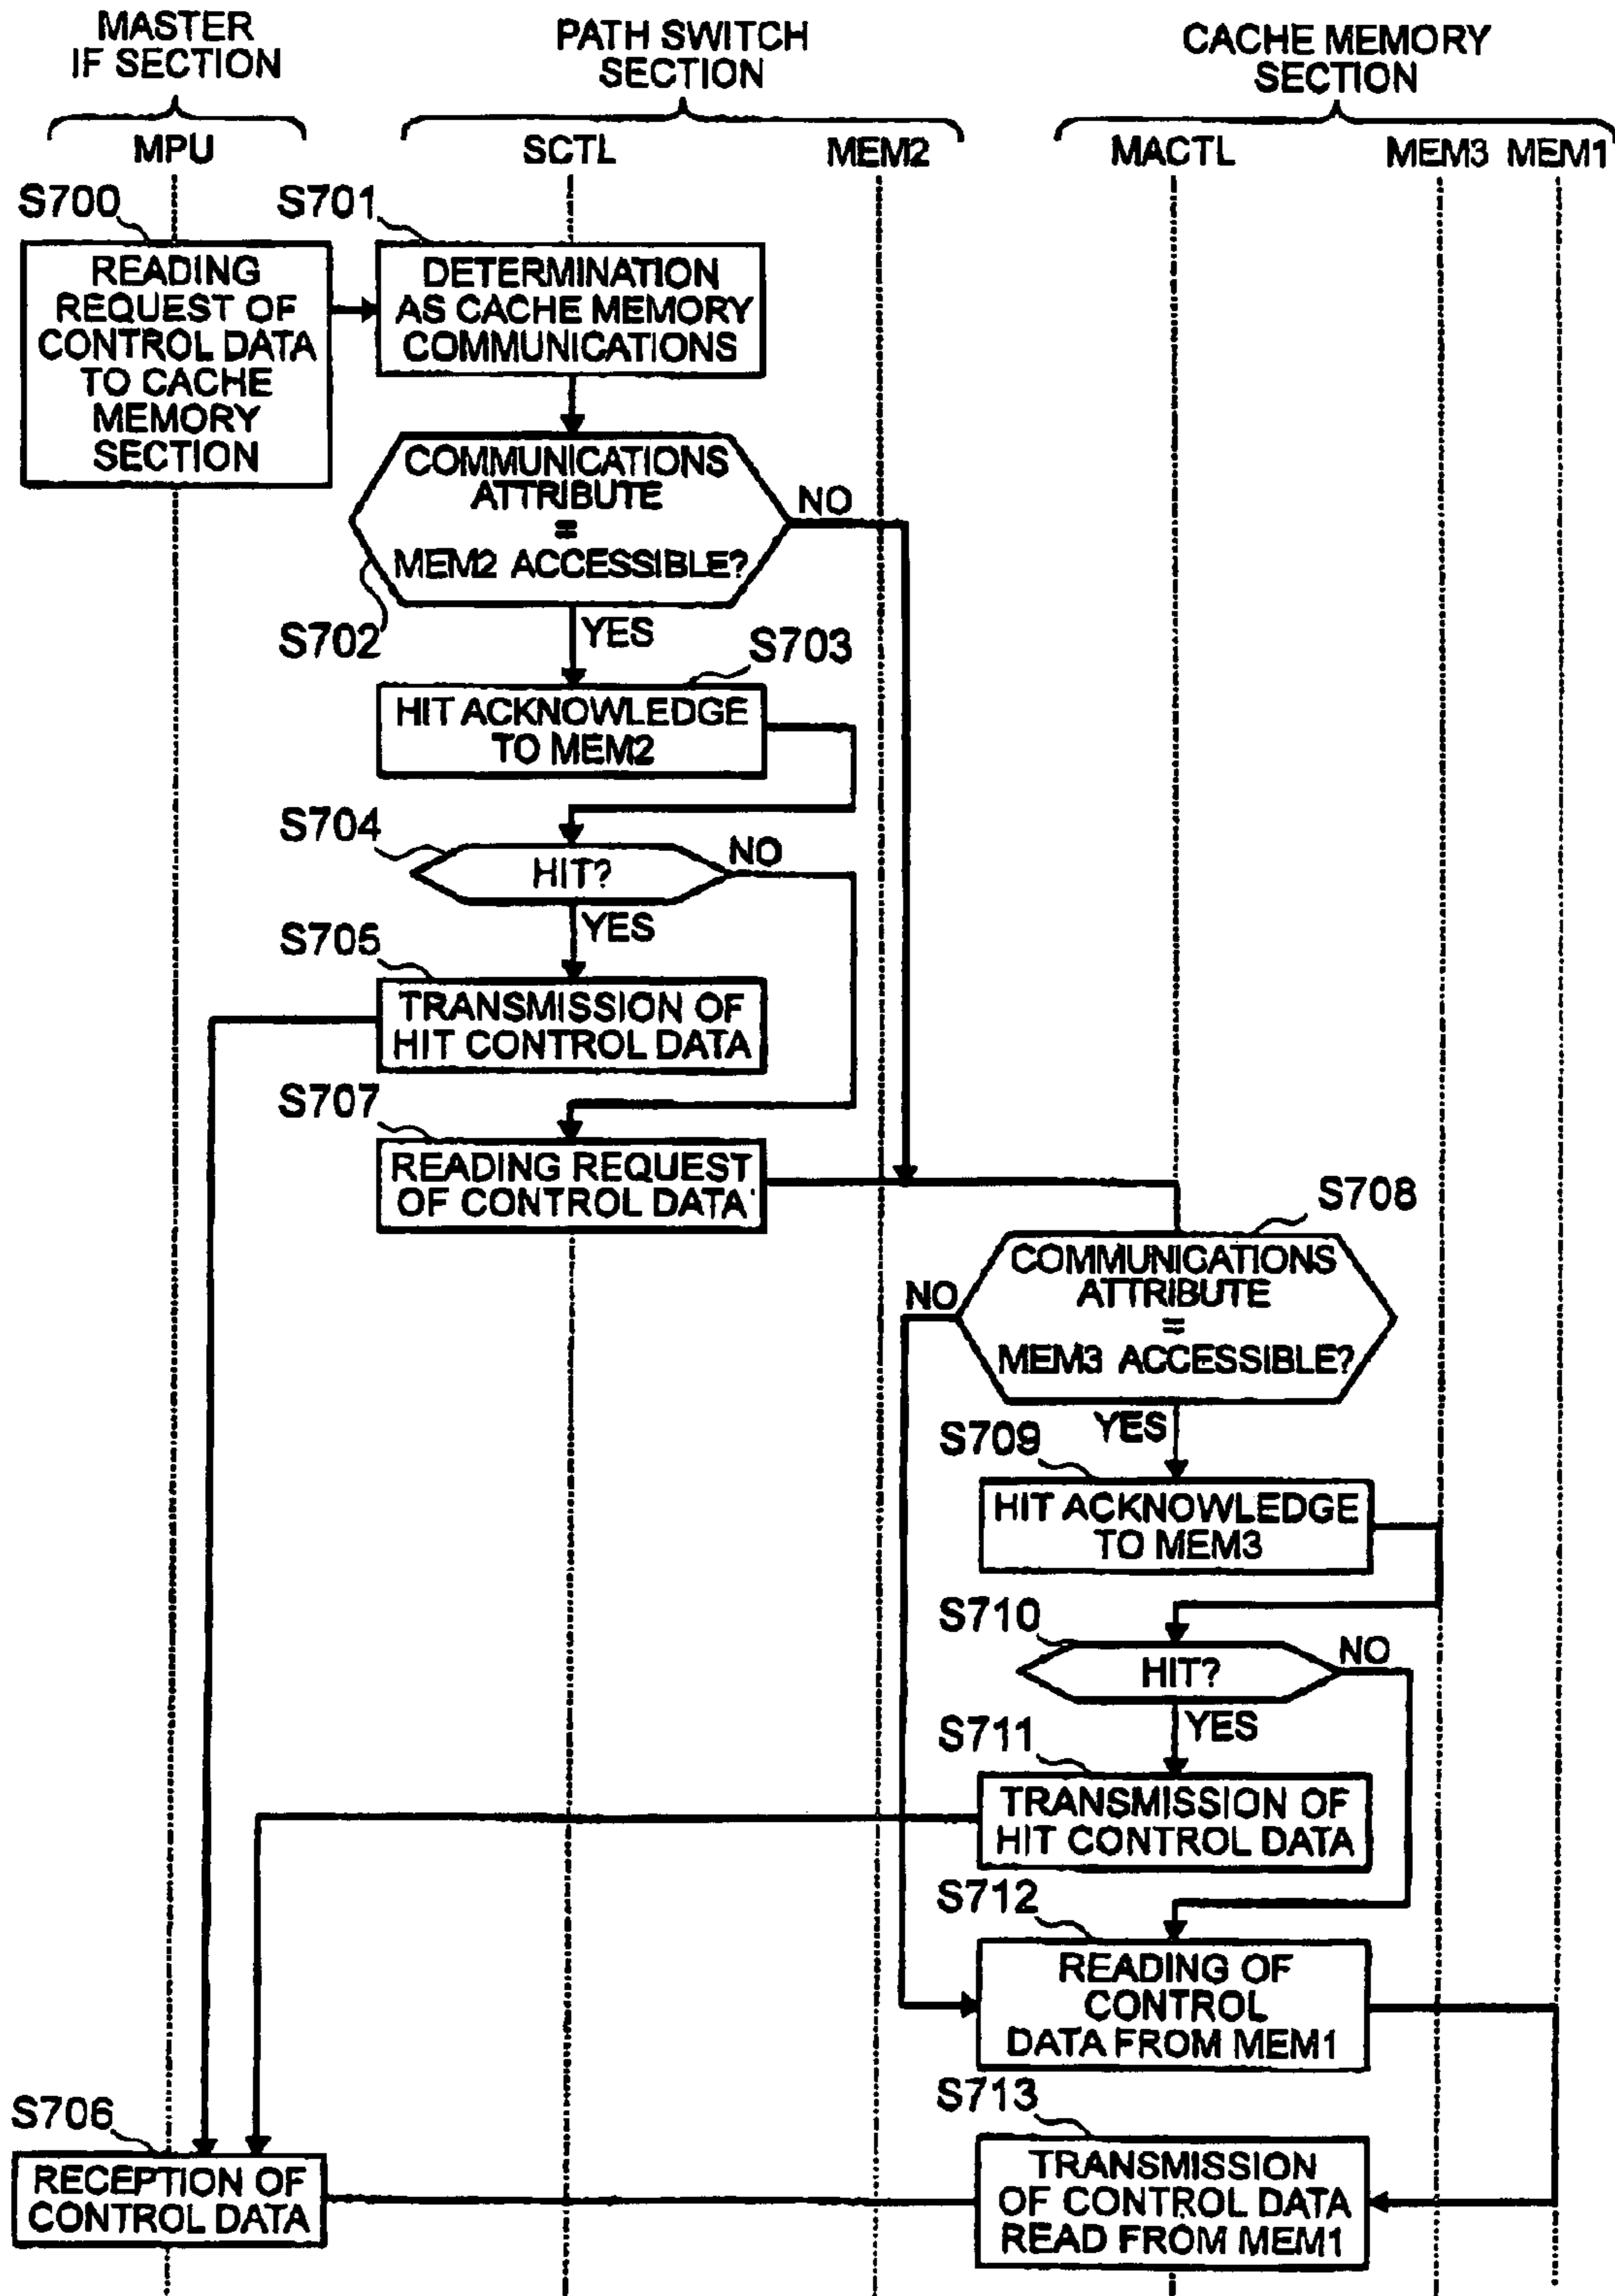 MASTER
IF SECTION
PATH SWITCH
SECTION
CACHE MEMORY
SECTION
MPU
SCTL
MEM2
MACTL
MEM3
MEM1
S700
READING
REQUEST OF
CONTROL DATA
TO CACHE
MEMORY
SECTION
S701
DETERMINATION
AS CACHE MEMORY
COMMUNICATIONS
COMMUNICATIONS
ATTRIBUTE
=
MEM2 ACCESSIBLE?
NO
S702
YES
S703
HIT ACKNOWLEDGE
TO MEM2
S704
HIT?
NO
YES
S705
TRANSMISSION OF
HIT CONTROL DATA
S707
READING REQUEST
OF CONTROL DATA
S708
COMMUNICATIONS
ATTRIBUTE
=
MEM3 ACCESSIBLE?
NO
YES
S709
HIT ACKNOWLEDGE
TO MEM3
S710
HIT?
NO
YES
S711
TRANSMISSION OF
HIT CONTROL DATA
S712
READING OF
CONTROL
DATA FROM MEM1
S706
RECEPTION OF
CONTROL DATA
S713
TRANSMISSION
OF CONTROL DATA
READ FROM MEM1